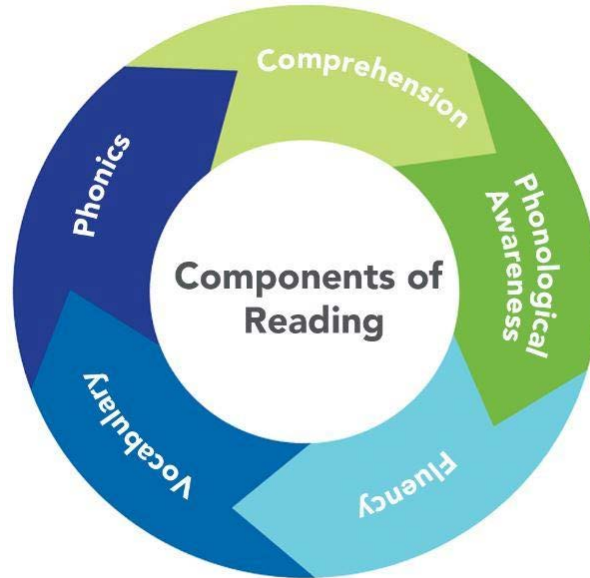 Comprehension
Phonological
Awareness
Fluency
Vocabulary
Phonics
Components of
Reading